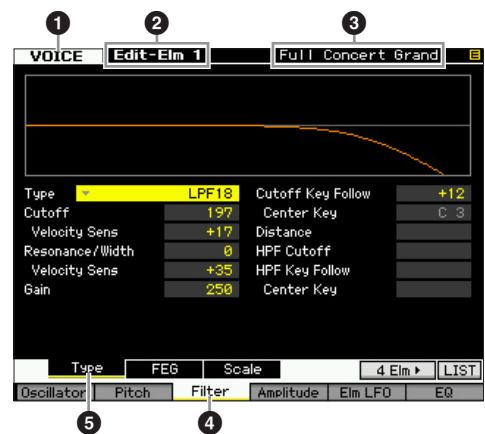 1 2 3
VOICE Edit-Elm 1 Full Concert Grand E
Type LPF18 Cutoff Key Follow +12
Cutoff 197 Center Key C 3
Velocity Sens +17 Distance
Resonance/Width 0 HPF Cutoff
Velocity Sens +35 HPF Key Follow
Gain 250 Center Key
Type FEG Scale 4 Elm LIST
Oscillator Pitch Filter Amplitude Elm LFO EQ
5 4